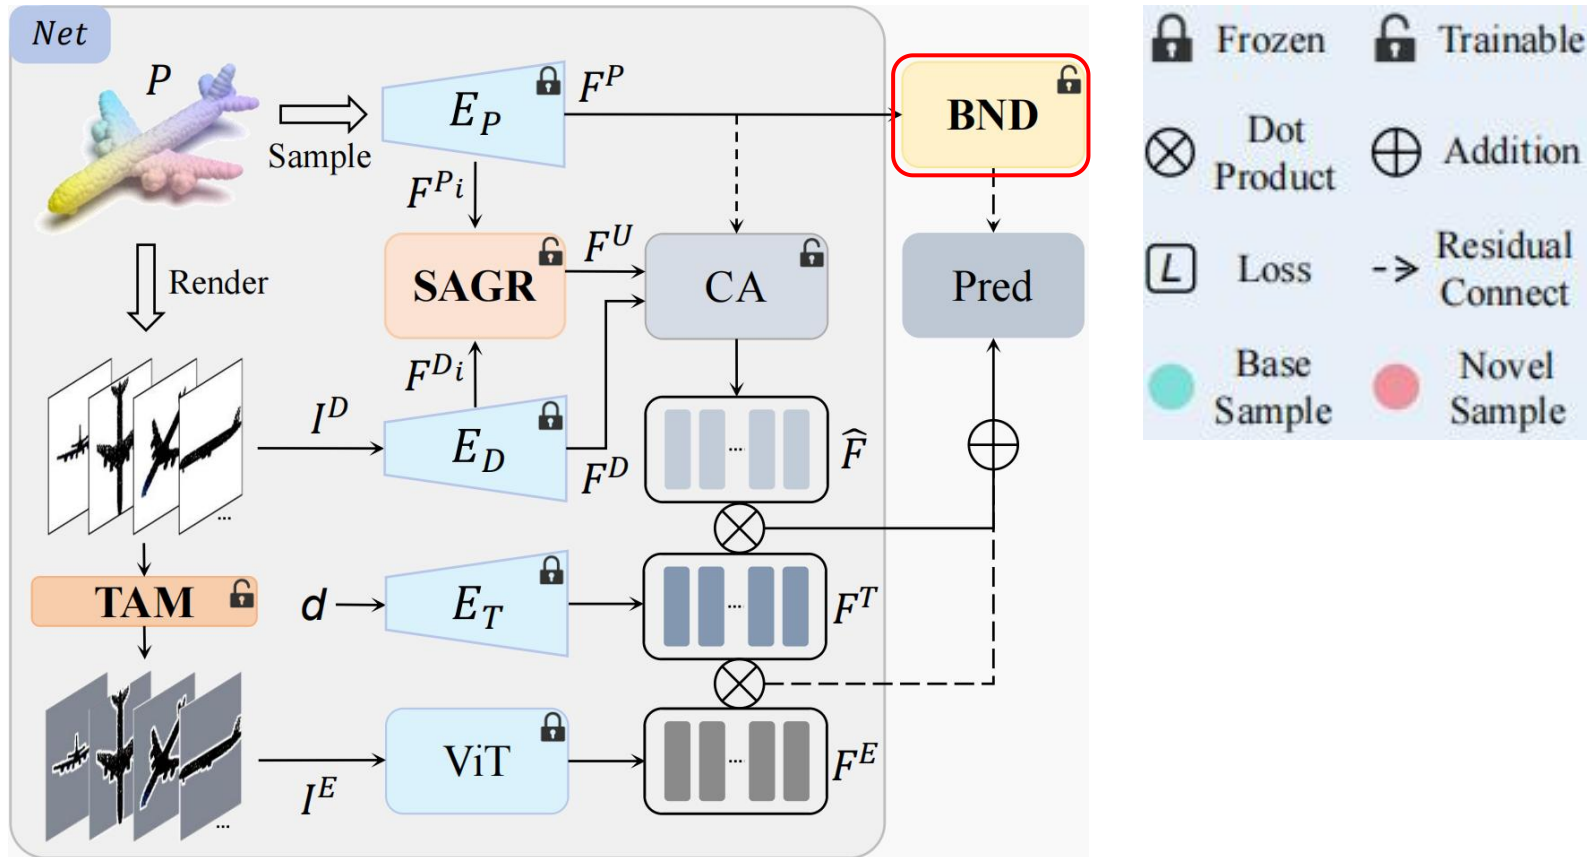 Net
P
Sample
E_P
F^P
BND
F^{P_i}
Render
SAGR
F^U
CA
Pred
F^{D_i}
I^D
E_D
F^D
...
F̂
...
TAM
d
E_T
...
F^T
I^E
ViT
...
F^E
...
Frozen
Trainable
Dot
Product
Addition
L
Loss
Residual
Connect
Base
Sample
Novel
Sample